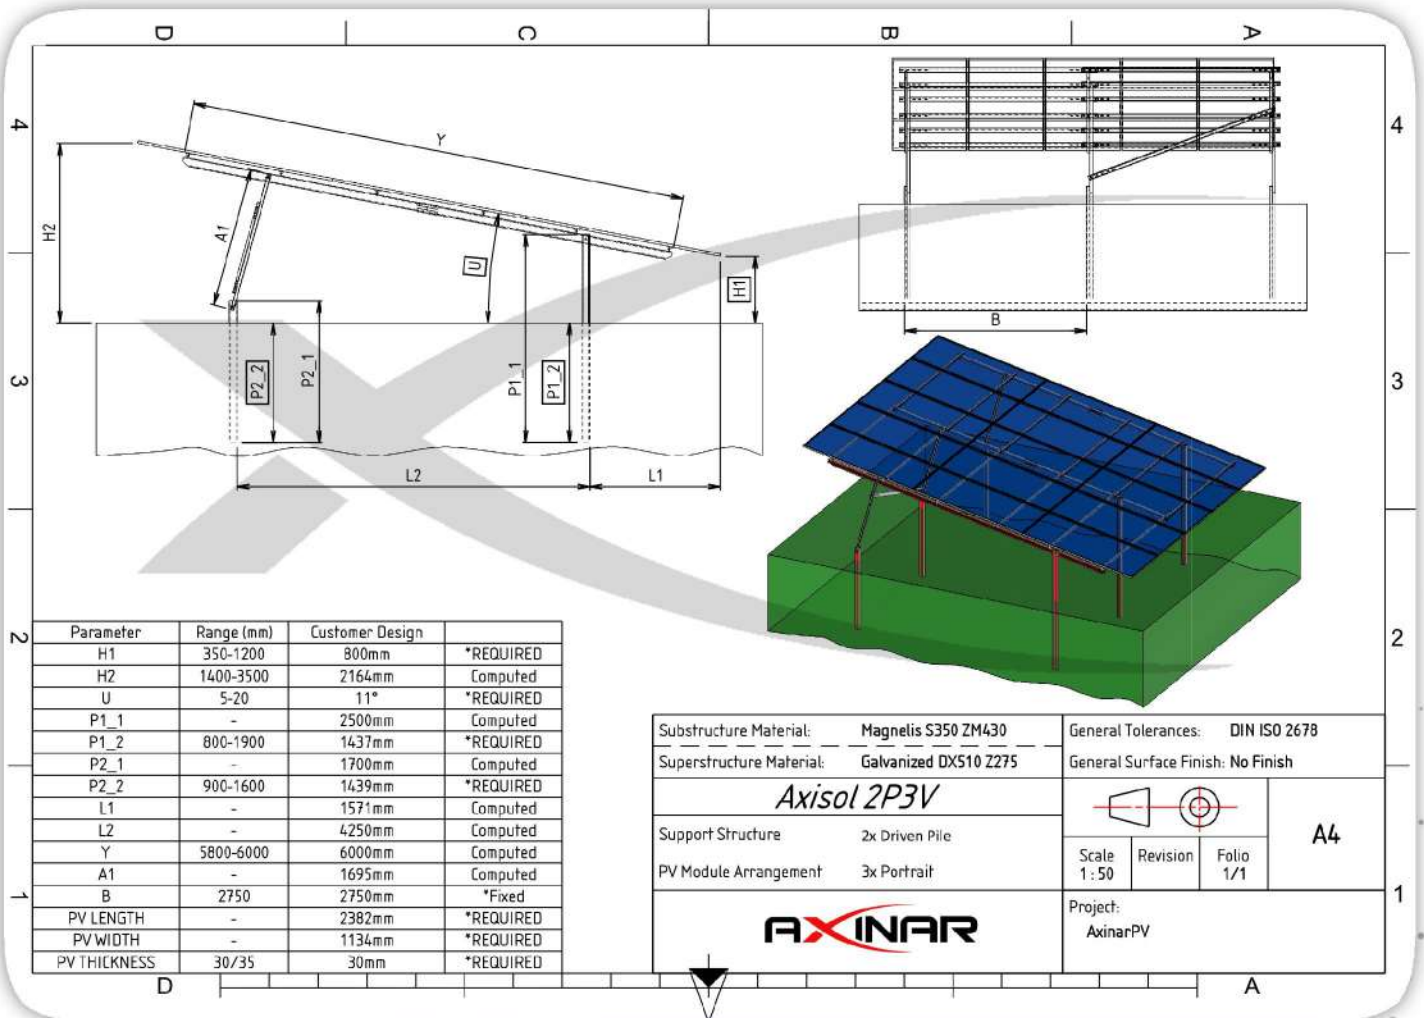 D C B A
4 4
3 3
2 2
1 1
Y
H2
A1
U
H1
P2_2
P2_1
P1_1
P1_2
L2
L1
B
Parameter Range (mm) Customer Design
H1 350-1200 800mm *REQUIRED
H2 1400-3500 2164mm Computed
U 5-20 11° *REQUIRED
P1_1 - 2500mm Computed
P1_2 800-1900 1437mm *REQUIRED
P2_1 - 1700mm Computed
P2_2 900-1600 1439mm *REQUIRED
L1 - 1571mm Computed
L2 - 4250mm Computed
Y 5800-6000 6000mm Computed
A1 - 1695mm Computed
B 2750 2750mm *Fixed
PV LENGTH - 2382mm *REQUIRED
PV WIDTH - 1134mm *REQUIRED
PV THICKNESS 30/35 30mm *REQUIRED
Substructure Material: Magnelis S350 ZM430
Superstructure Material: Galvanized DX510 Z275
General Tolerances: DIN ISO 2678
General Surface Finish: No Finish
Axisol 2P3V
Support Structure 2x Driven Pile
PV Module Arrangement 3x Portrait
Scale
1 : 50
Revision
Folio
1/1
A4
AXINAR
Project:
AxinarPV
D A